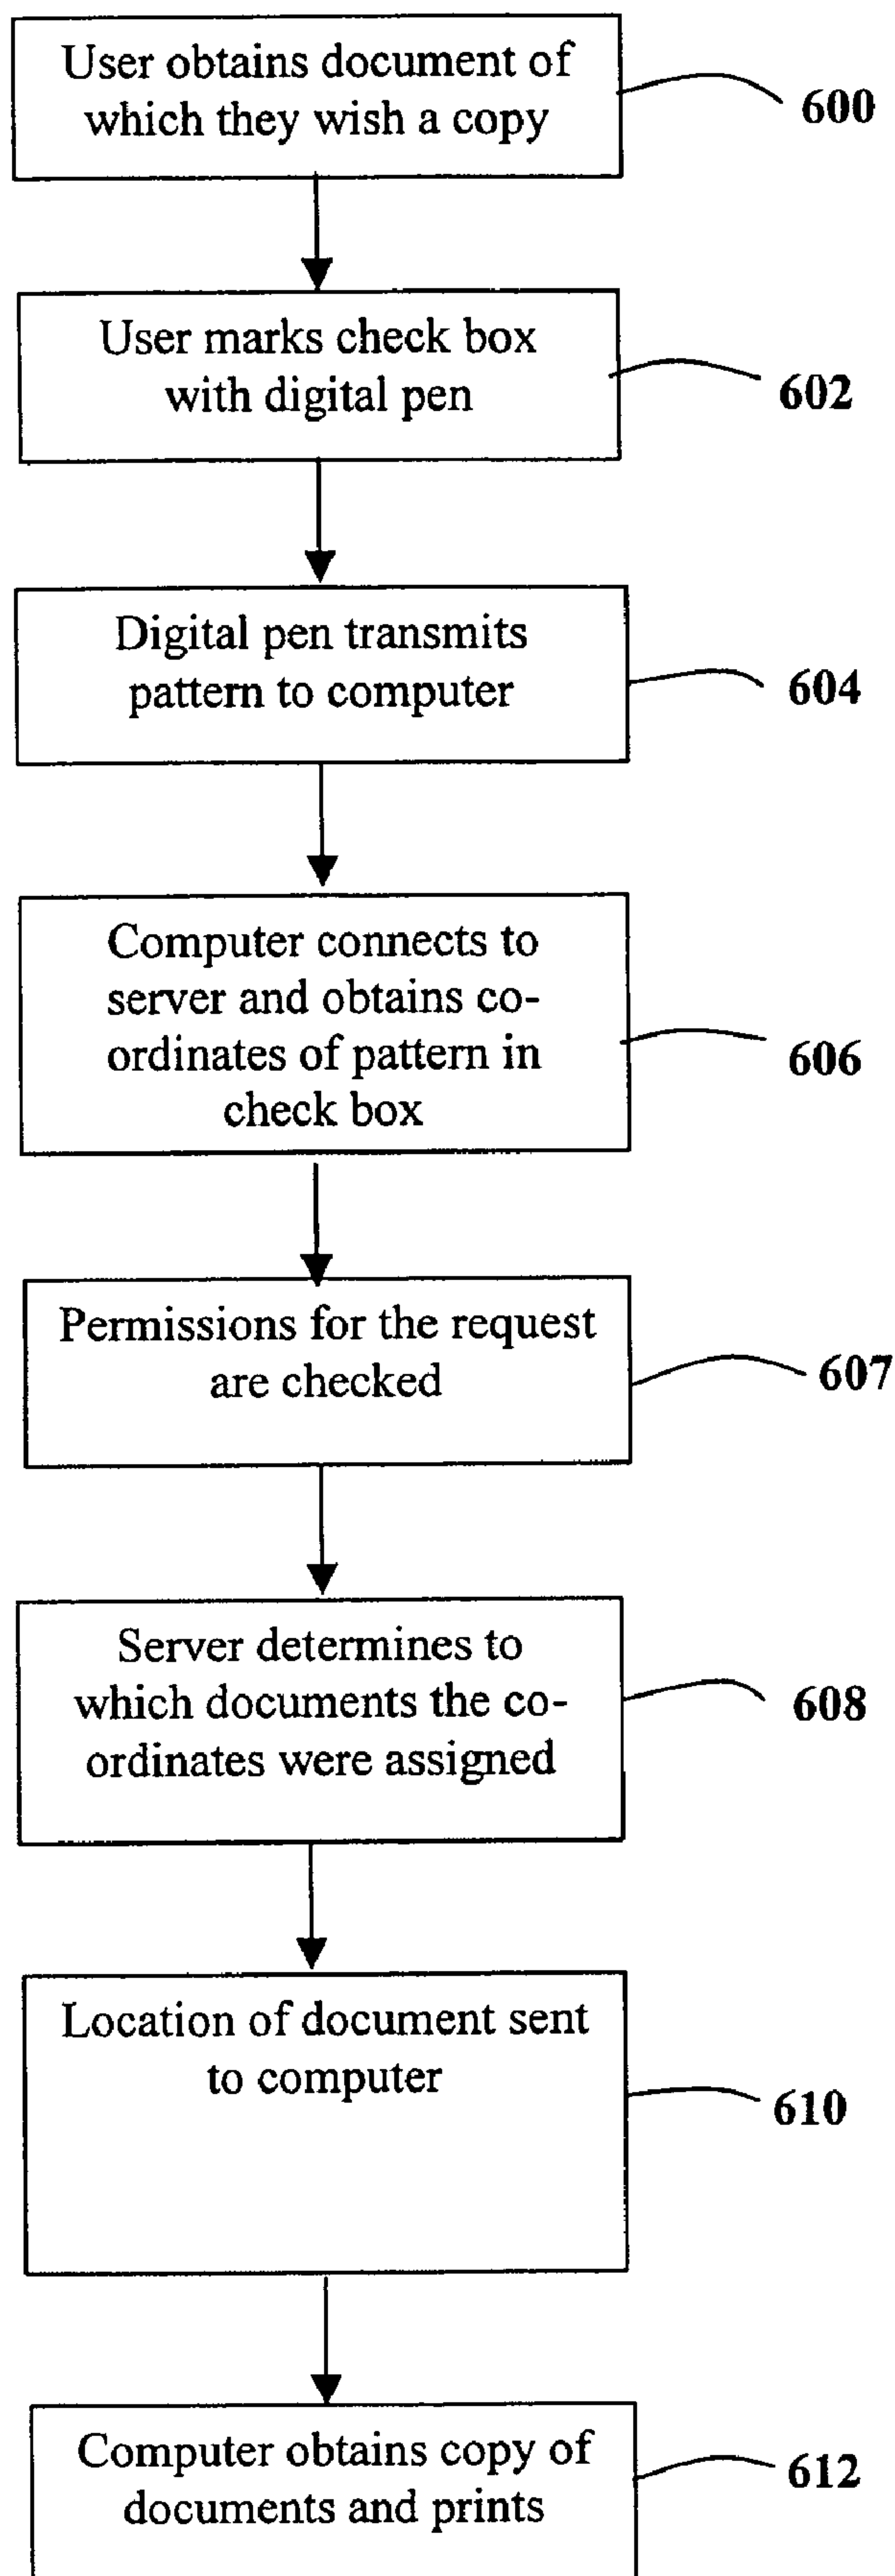 User obtains document of
which they wish a copy
600
User marks check box
with digital pen
602
Digital pen transmits
pattern to computer
604
Computer connects to
server and obtains co-
ordinates of pattern in
check box
606
Permissions for the request
are checked
607
Server determines to
which documents the co-
ordinates were assigned
608
Location of document sent
to computer
610
Computer obtains copy of
documents and prints
612